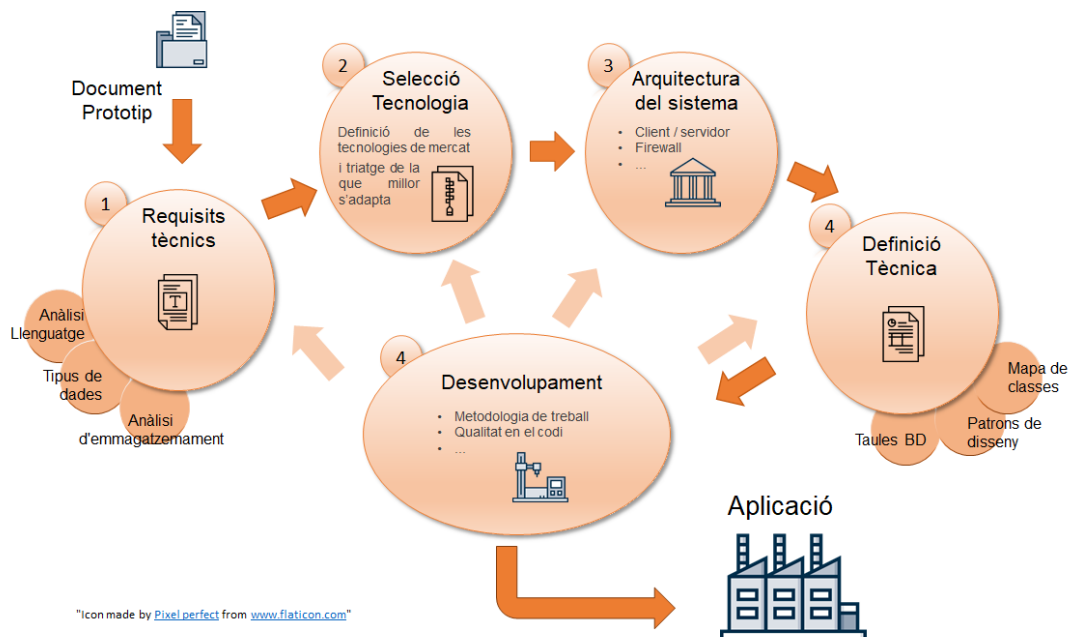 Document
Prototip
1
Requisits
tècnics
T
Anàlisi
Llenguatge
Tipus de
dades
Anàlisi
d'emmagatzemament
2
Selecció
Tecnologia
Definició de les
tecnologies de mercat
i triatge de la
que millor
s'adapta
3
Arquitectura
del sistema
• Client / servidor
• Firewall
• ...
4
Definició
Tècnica
Mapa de
classes
Patrons de
disseny
Taules BD
4
Desenvolupament
• Metodologia de treball
• Qualitat en el codi
• ...
Aplicació
"Icon made by Pixel perfect from www.flaticon.com"